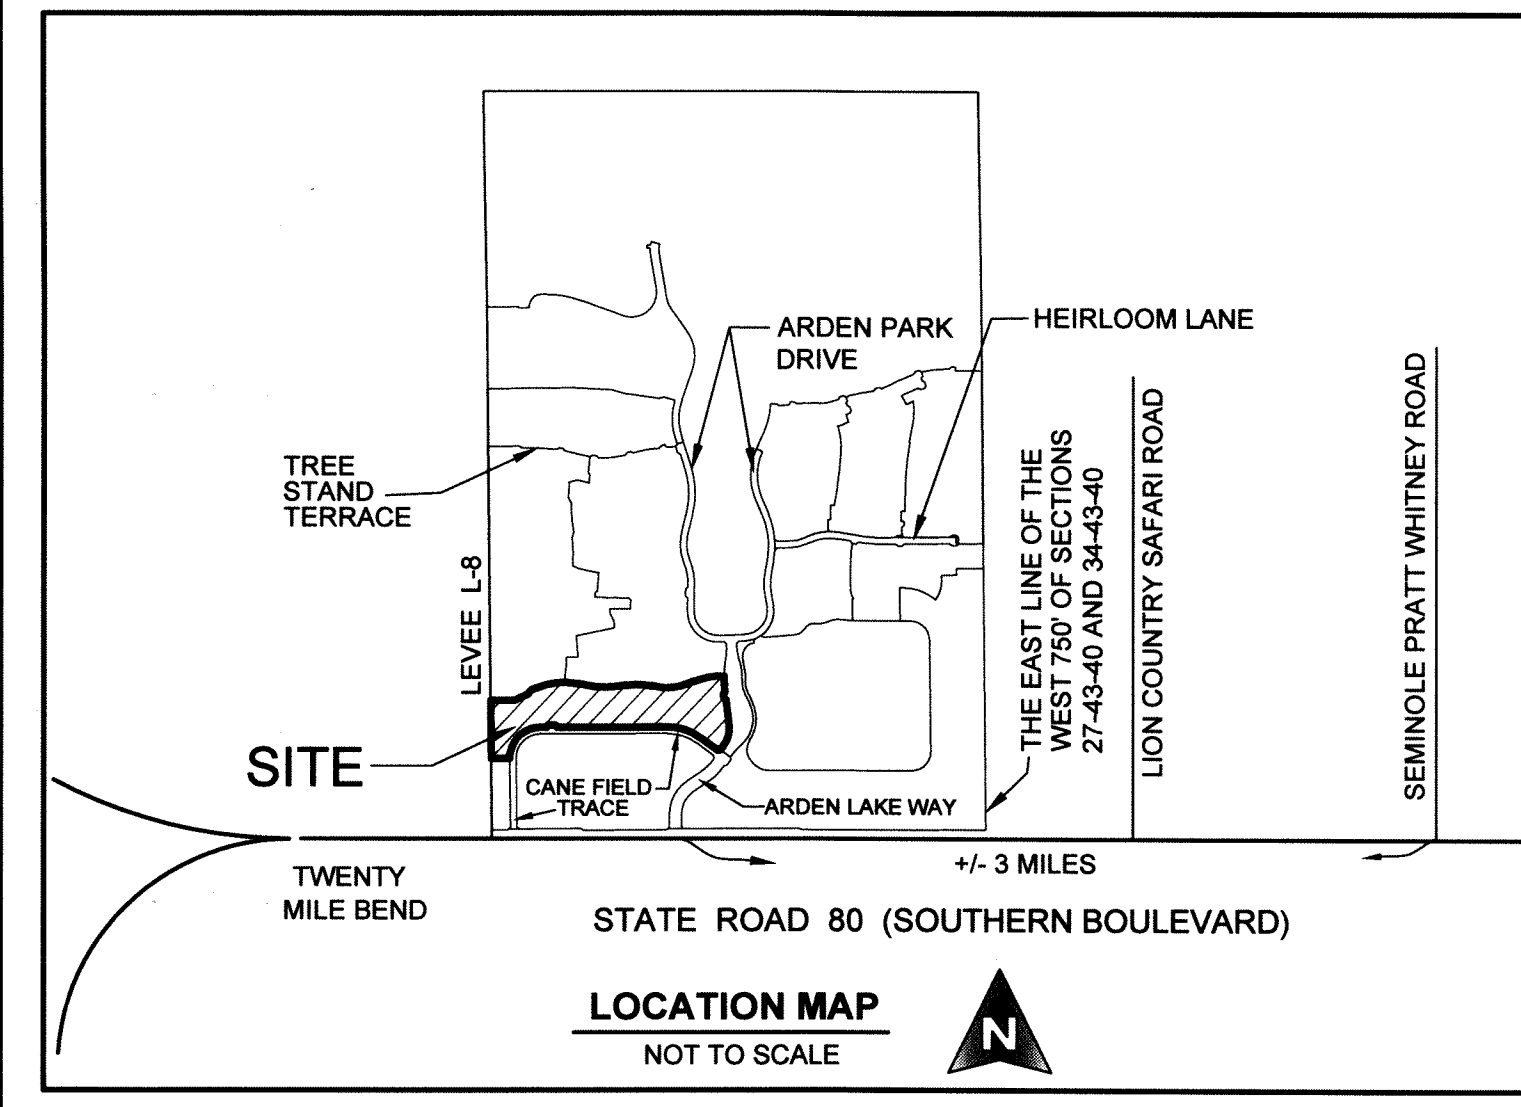 ARDEN PARK
DRIVE
HEIRLOOM LANE
TREE
STAND
TERRACE
LEVEE L-8
THE EAST LINE OF THE
WEST 750' OF SECTIONS
27-43-40 AND 34-43-40
LION COUNTRY SAFARI ROAD
SEMINOLE PRATT WHITNEY ROAD
SITE
CANE FIELD
TRACE
ARDEN LAKE WAY
TWENTY
MILE BEND
+/- 3 MILES
STATE ROAD 80 (SOUTHERN BOULEVARD)
LOCATION MAP
NOT TO SCALE
N